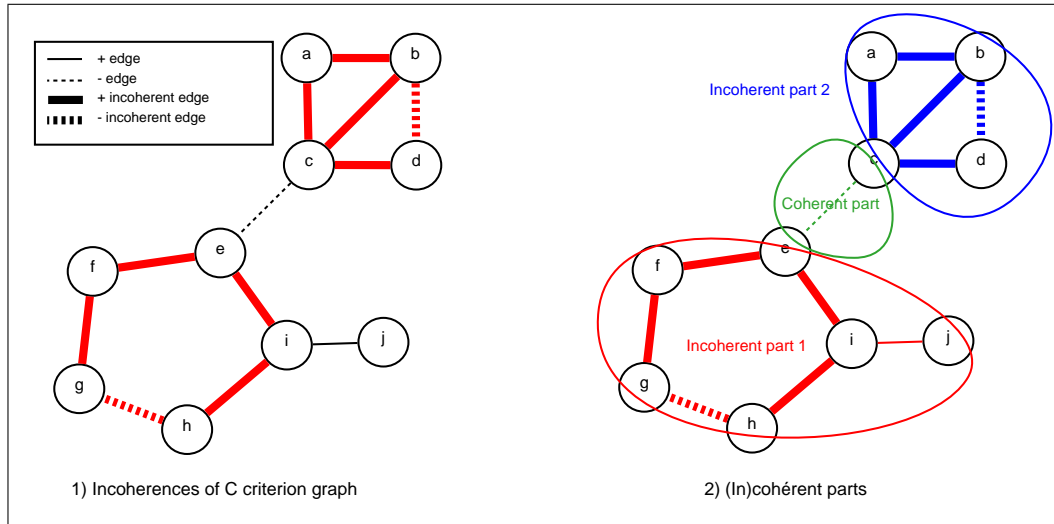 + edge
- edge
+ incoherent edge
- incoherent edge
a
b
c
d
e
f
g
h
i
j
1) Incoherences of C criterion graph
a
b
Incoherent part 2
c
d
Coherent part
e
f
Incoherent part 1
i
j
g
h
2) (In)cohérent parts